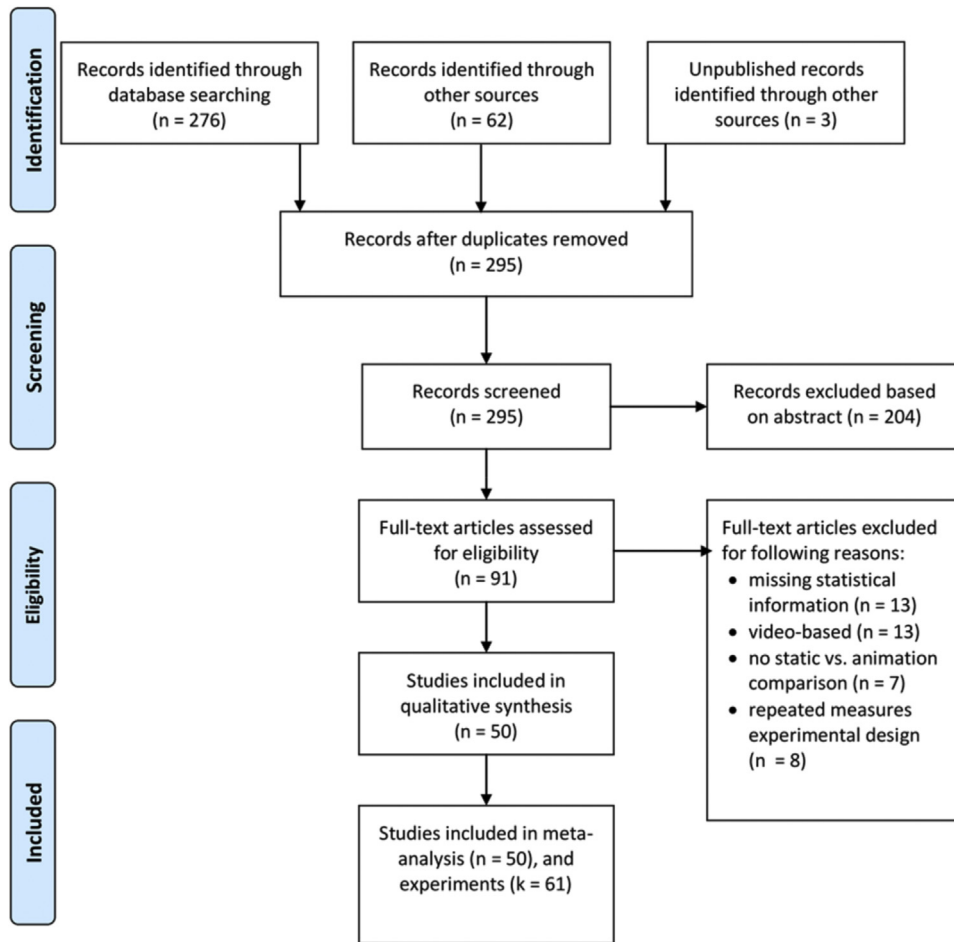 Identification
Records identified through
database searching
(n = 276)
Records identified through
other sources
(n = 62)
Unpublished records
identified through other
sources (n = 3)
Records after duplicates removed
(n = 295)
Screening
Records screened
(n = 295)
Records excluded based
on abstract (n = 204)
Eligibility
Full-text articles assessed
for eligibility
(n = 91)
Full-text articles excluded
for following reasons:
• missing statistical
information (n = 13)
• video-based (n = 13)
• no static vs. animation
comparison (n = 7)
• repeated measures
experimental design
(n = 8)
Studies included in
qualitative synthesis
(n = 50)
Included
Studies included in meta-
analysis (n = 50), and
experiments (k = 61)